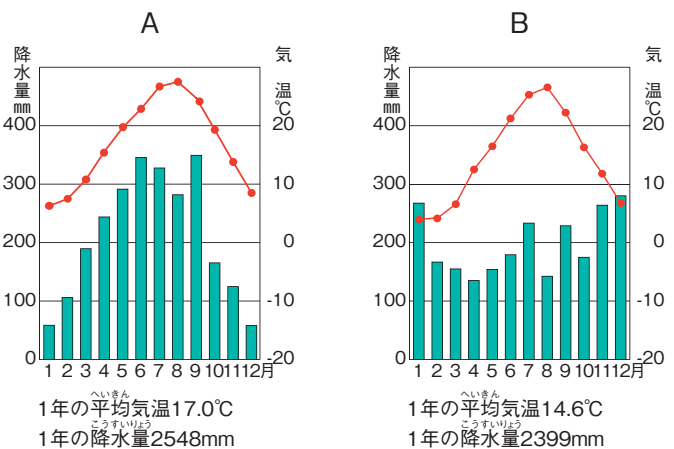 A
降水量㎜
気温℃
400
300
200
100
0
20
10
0
-10
-20
1 2 3 4 5 6 7 8 9 10 11 12月
1年の平均気温17.0℃
へいきん
1年の降水量2548mm
こうすいりょう
B
降水量㎜
気温℃
400
300
200
100
0
20
10
0
-10
-20
1 2 3 4 5 6 7 8 9 10 11 12月
1年の平均気温14.6℃
へいきん
1年の降水量2399mm
こうすいりょう